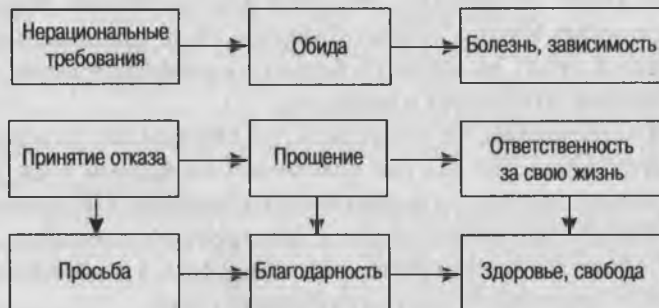 Нерациональные
требования
Обида
Болезнь, зависимость
Принятие отказа
Прощение
Ответственность
за свою жизнь
Просьба
Благодарность
Здоровье, свобода